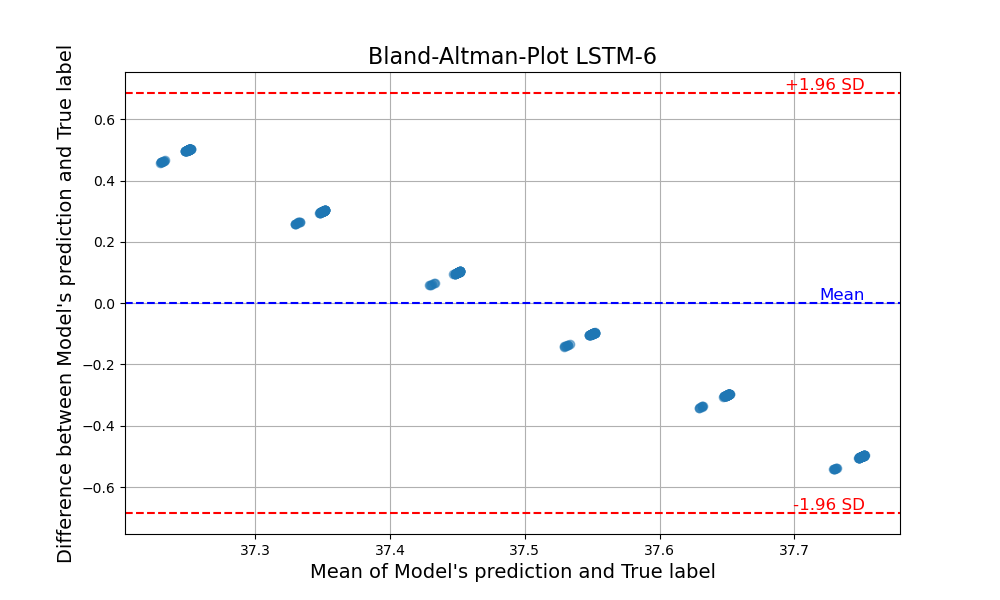 Bland-Altman-Plot LSTM-6
Difference between Model's prediction and True label
0.6
0.4
0.2
0.0
−0.2
−0.4
−0.6
+1.96 SD
Mean
-1.96 SD
37.3
37.4
37.5
37.6
37.7
Mean of Model's prediction and True label